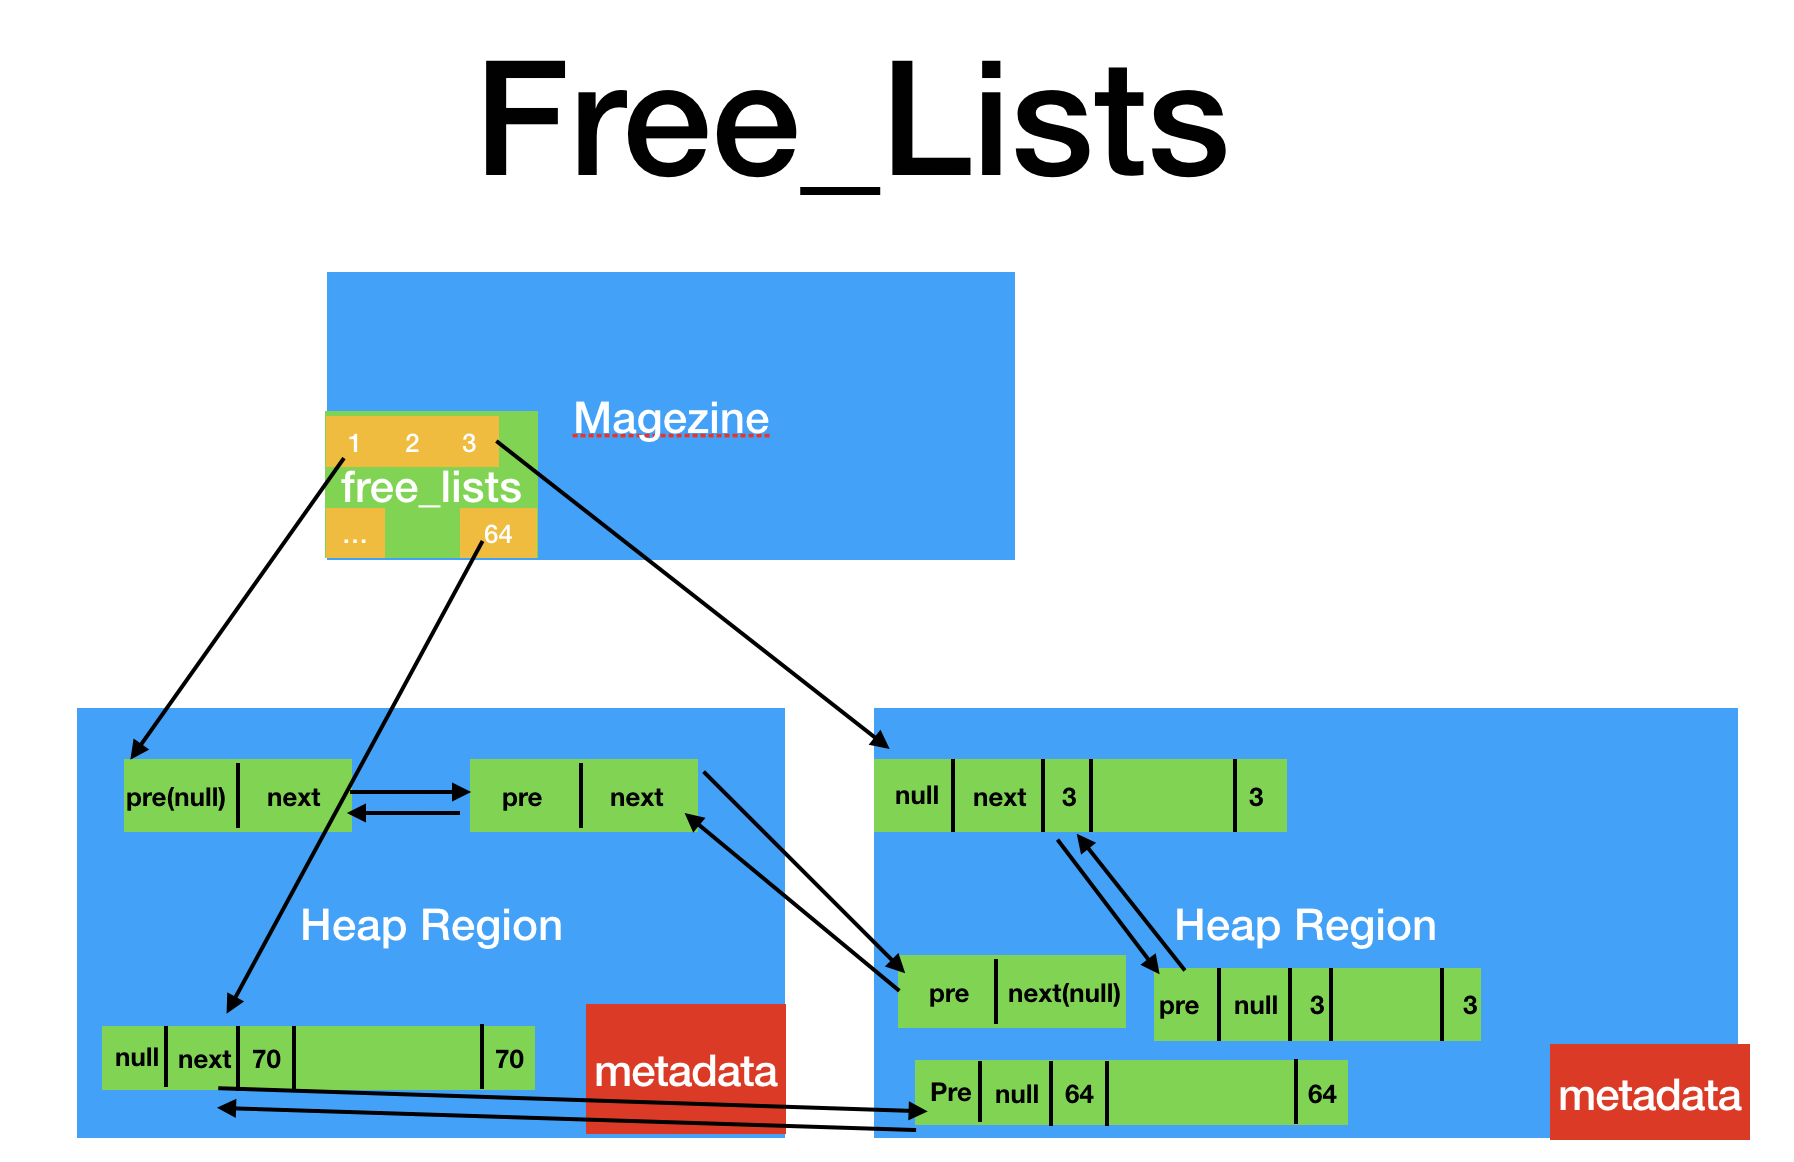 Free_Lists
Magezine
1 2 3
free_lists
... 64
pre(null) next
pre next
null next 3 3
Heap Region
Heap Region
pre next(null)
pre null 3 3
null next 70 70
metadata
Pre null 64 64
metadata